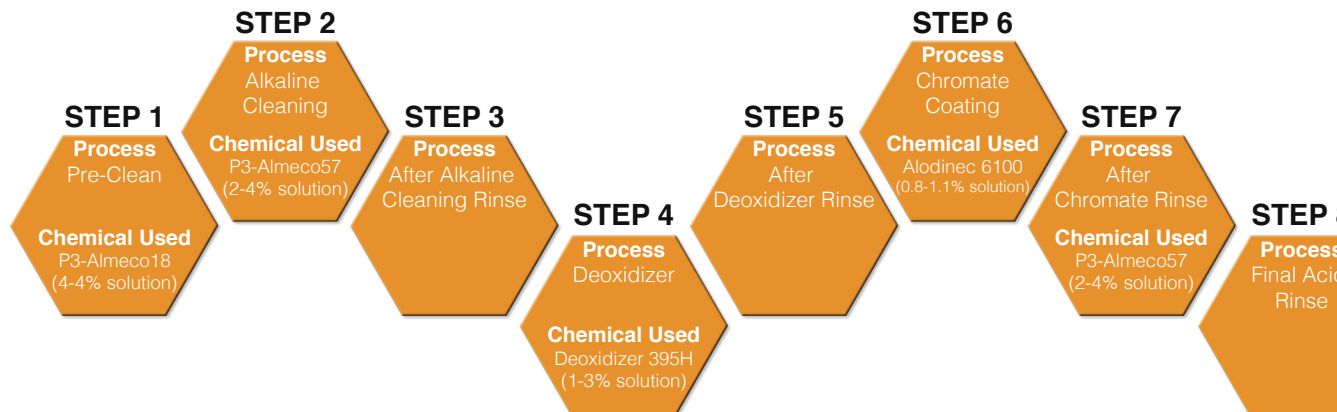 STEP 1
Process
Pre-Clean
Chemical Used
P3-Almeco18
(4-4% solution)
STEP 2
Process
Alkaline
Cleaning
Chemical Used
P3-Almeco57
(2-4% solution)
STEP 3
Process
After Alkaline
Cleaning Rinse
STEP 4
Process
Deoxidizer
Chemical Used
Deoxidizer 395H
(1-3% solution)
STEP 5
Process
After
Deoxidizer Rinse
STEP 6
Process
Chromate
Coating
Chemical Used
Alodinec 6100
(0.8-1.1% solution)
STEP 7
Process
After
Chromate Rinse
Chemical Used
P3-Almeco57
(2-4% solution)
STEP 8
Process
Final Acid
Rinse